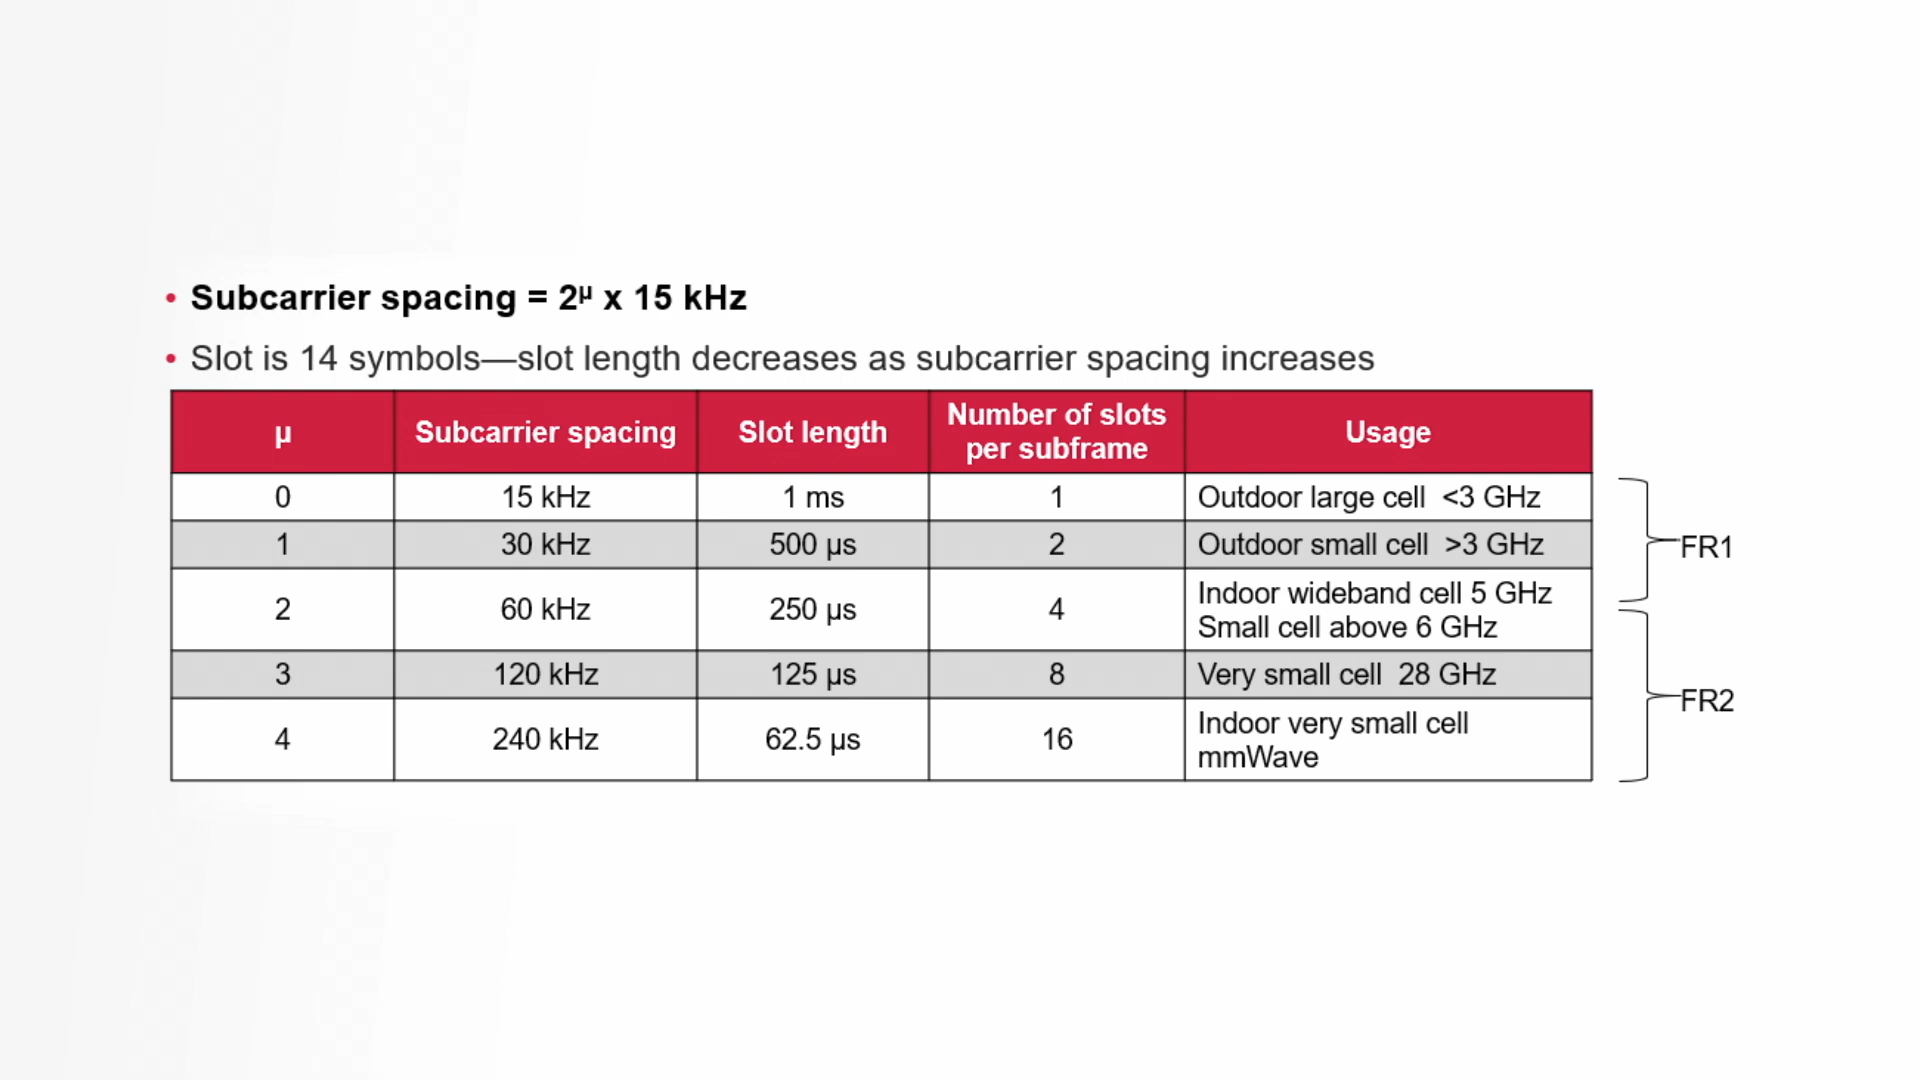 • Subcarrier spacing = 2ᵘ x 15 kHz
• Slot is 14 symbols—slot length decreases as subcarrier spacing increases
μ Subcarrier spacing Slot length Number of slots per subframe Usage
0 15 kHz 1 ms 1 Outdoor large cell <3 GHz
1 30 kHz 500 μs 2 Outdoor small cell >3 GHz
2 60 kHz 250 μs 4 Indoor wideband cell 5 GHz
Small cell above 6 GHz
3 120 kHz 125 μs 8 Very small cell 28 GHz
4 240 kHz 62.5 μs 16 Indoor very small cell
mmWave
FR1
FR2